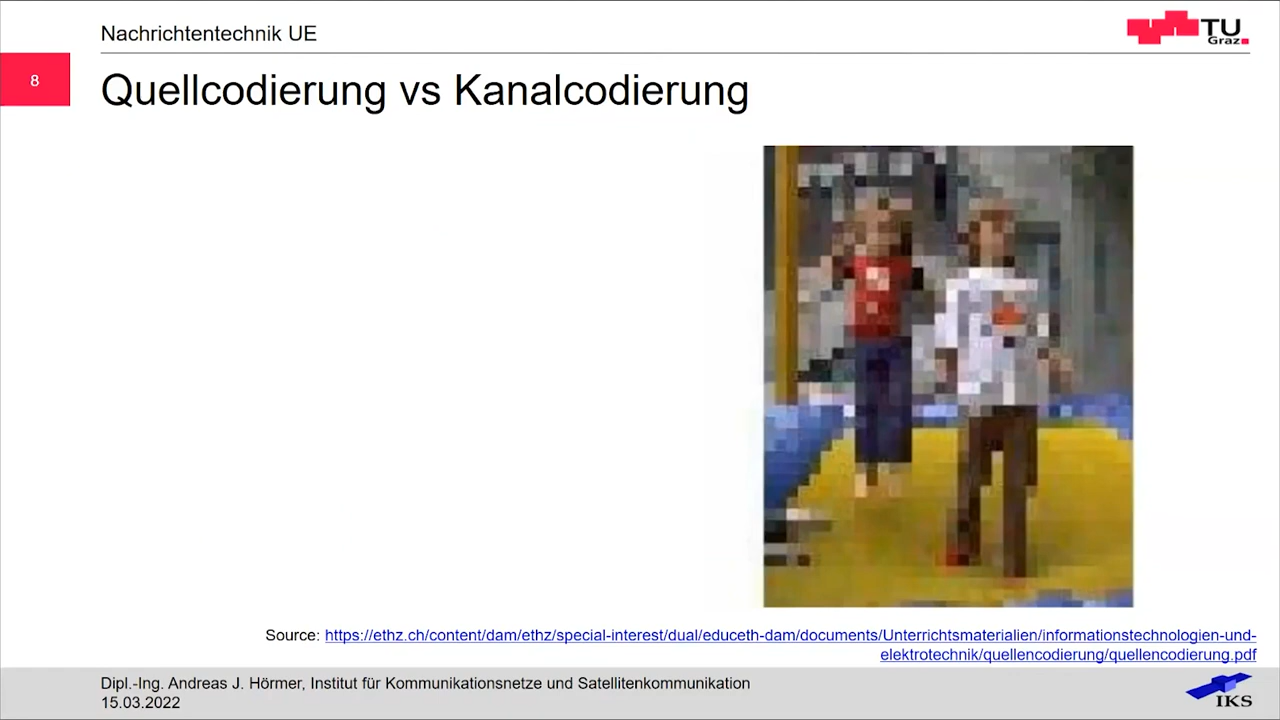 Nachrichtentechnik UE
TU
Graz
8
Quellcodierung vs Kanalcodierung
Source: https://ethz.ch/content/dam/ethz/special-interest/dual/educeth-dam/documents/Unterrichtsmaterialien/informationstechnologien-und-
elektrotechnik/quellencodierung/quellencodierung.pdf
Dipl.-Ing. Andreas J. Hörmer, Institut für Kommunikationsnetze und Satellitenkommunikation
15.03.2022
IKS